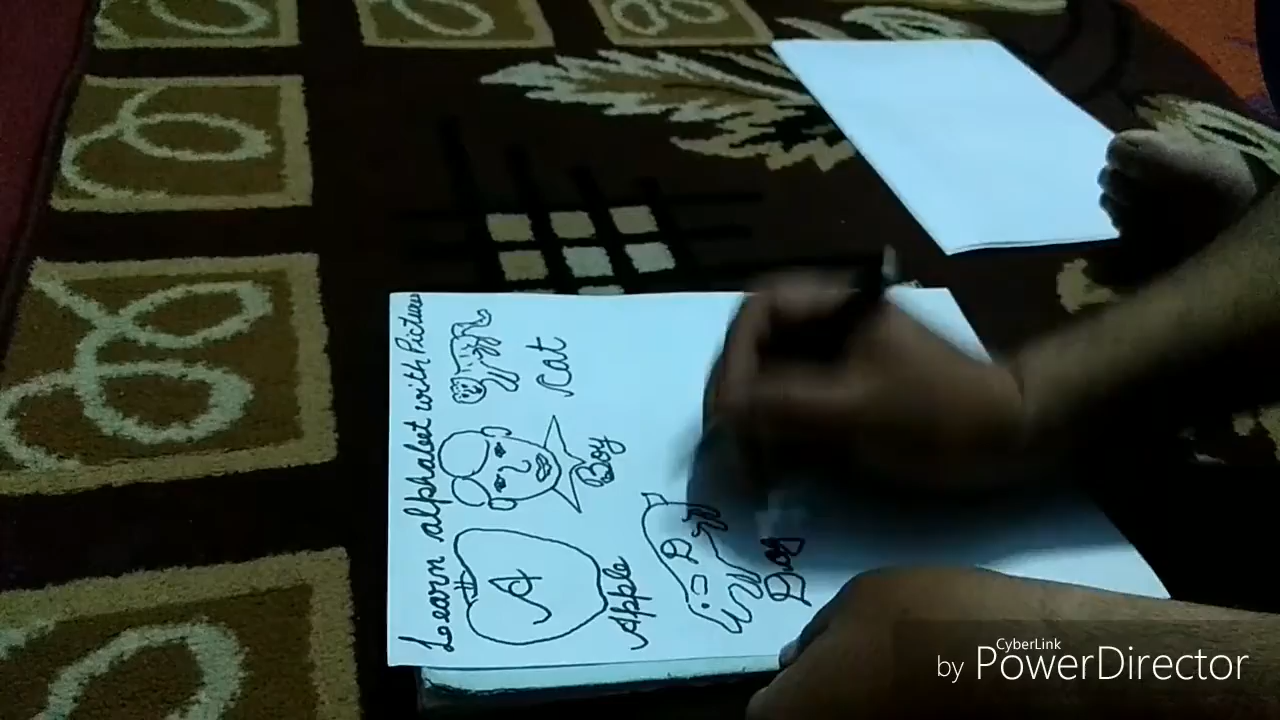 Learn alphabet with Picture
A
Apple
Boy
Cat
D
Dog
by CyberLink PowerDirector